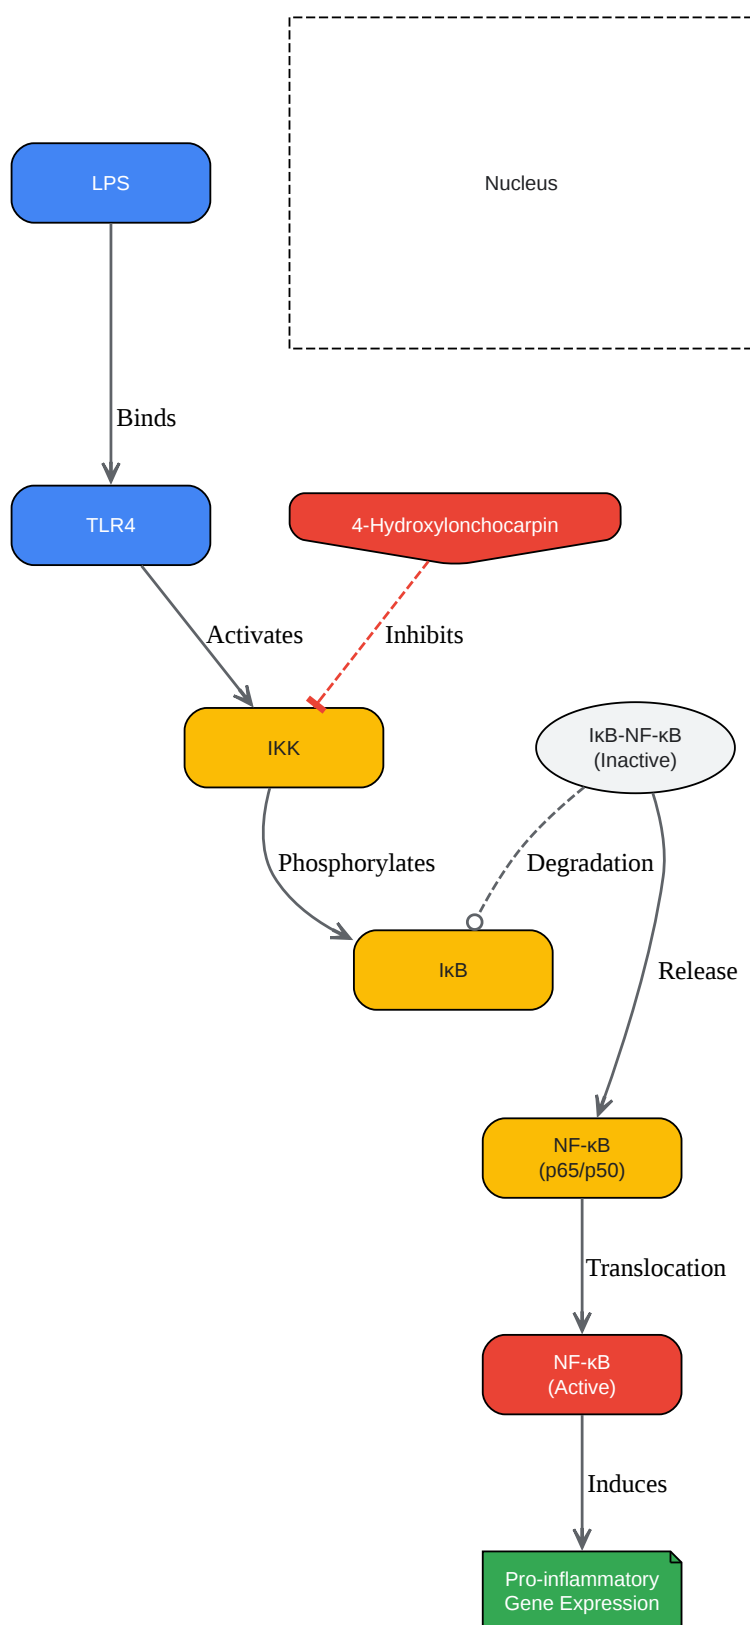 Nucleus
LPS
Binds
TLR4
4-Hydroxylonchocarpin
Activates
Inhibits
IKK
IκB-NF-κB
(Inactive)
Phosphorylates
Degradation
IκB
Release
NF-κB
(p65/p50)
Translocation
NF-κB
(Active)
Induces
Pro-inflammatory
Gene Expression